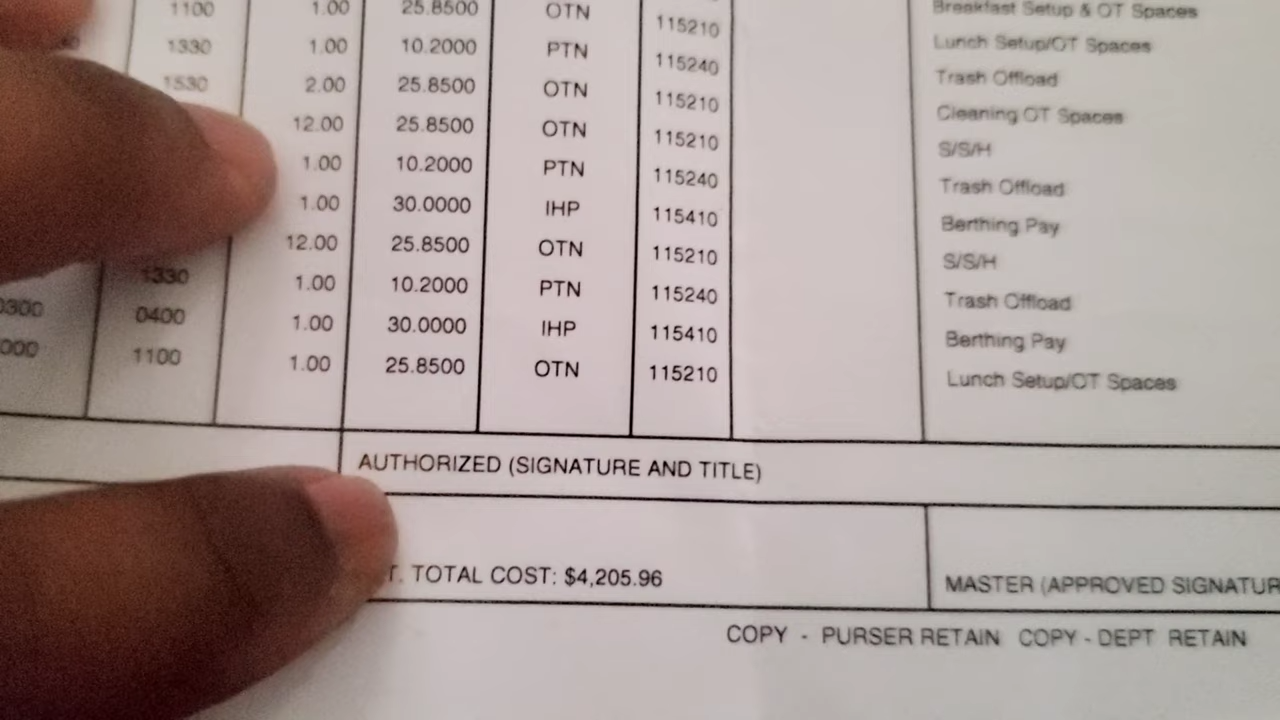 Breakfast Setup & OT Spaces
1100 1.00 25.8500 OTN 115210 Lunch Setup/OT Spaces
1330 1.00 10.2000 PTN 115240 Trash Offload
1530 2.00 25.8500 OTN 115210 Cleaning OT Spaces
12.00 25.8500 OTN 115210 S/S/H
1.00 10.2000 PTN 115240 Trash Offload
1.00 30.0000 IHP 115410 Berthing Pay
12.00 25.8500 OTN 115210 S/S/H
1330 1.00 10.2000 PTN 115240 Trash Offload
0300 0400 1.00 30.0000 IHP 115410 Berthing Pay
000 1100 1.00 25.8500 OTN 115210 Lunch Setup/OT Spaces
AUTHORIZED (SIGNATURE AND TITLE)
T. TOTAL COST: $4,205.96
MASTER (APPROVED SIGNATUR
COPY - PURSER RETAIN COPY - DEPT RETAIN